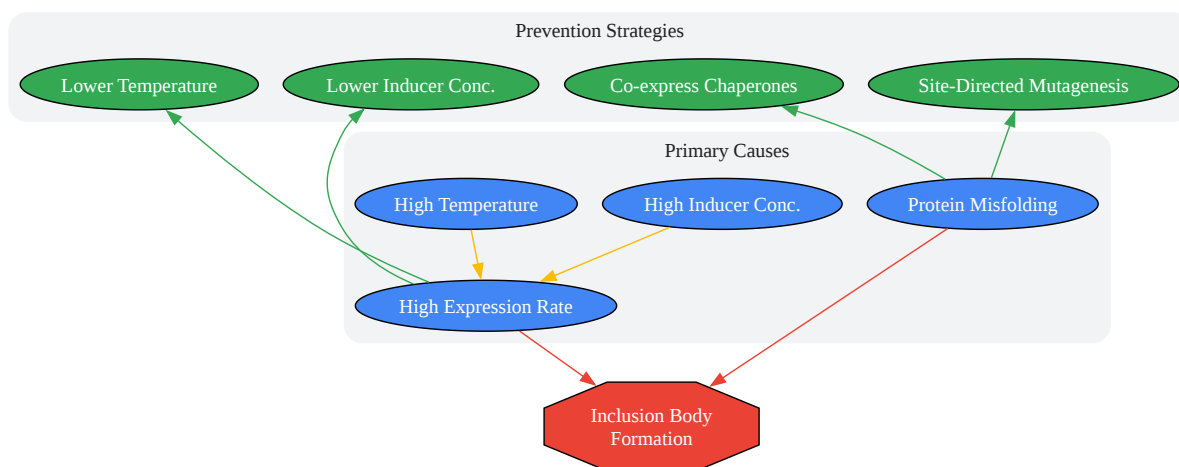 Prevention Strategies
Lower Temperature
Lower Inducer Conc.
Co-express Chaperones
Site-Directed Mutagenesis
Primary Causes
High Temperature
High Inducer Conc.
Protein Misfolding
High Expression Rate
Inclusion Body
Formation